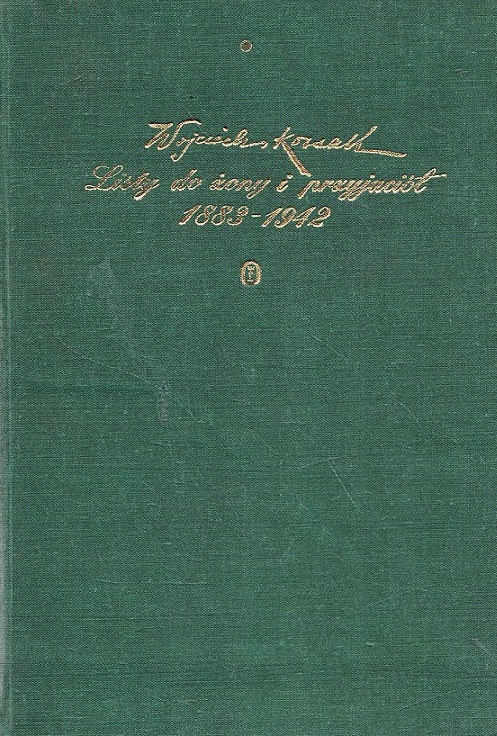 Wojciech Kossak
Listy do żony i przyjaciół
1883-1942